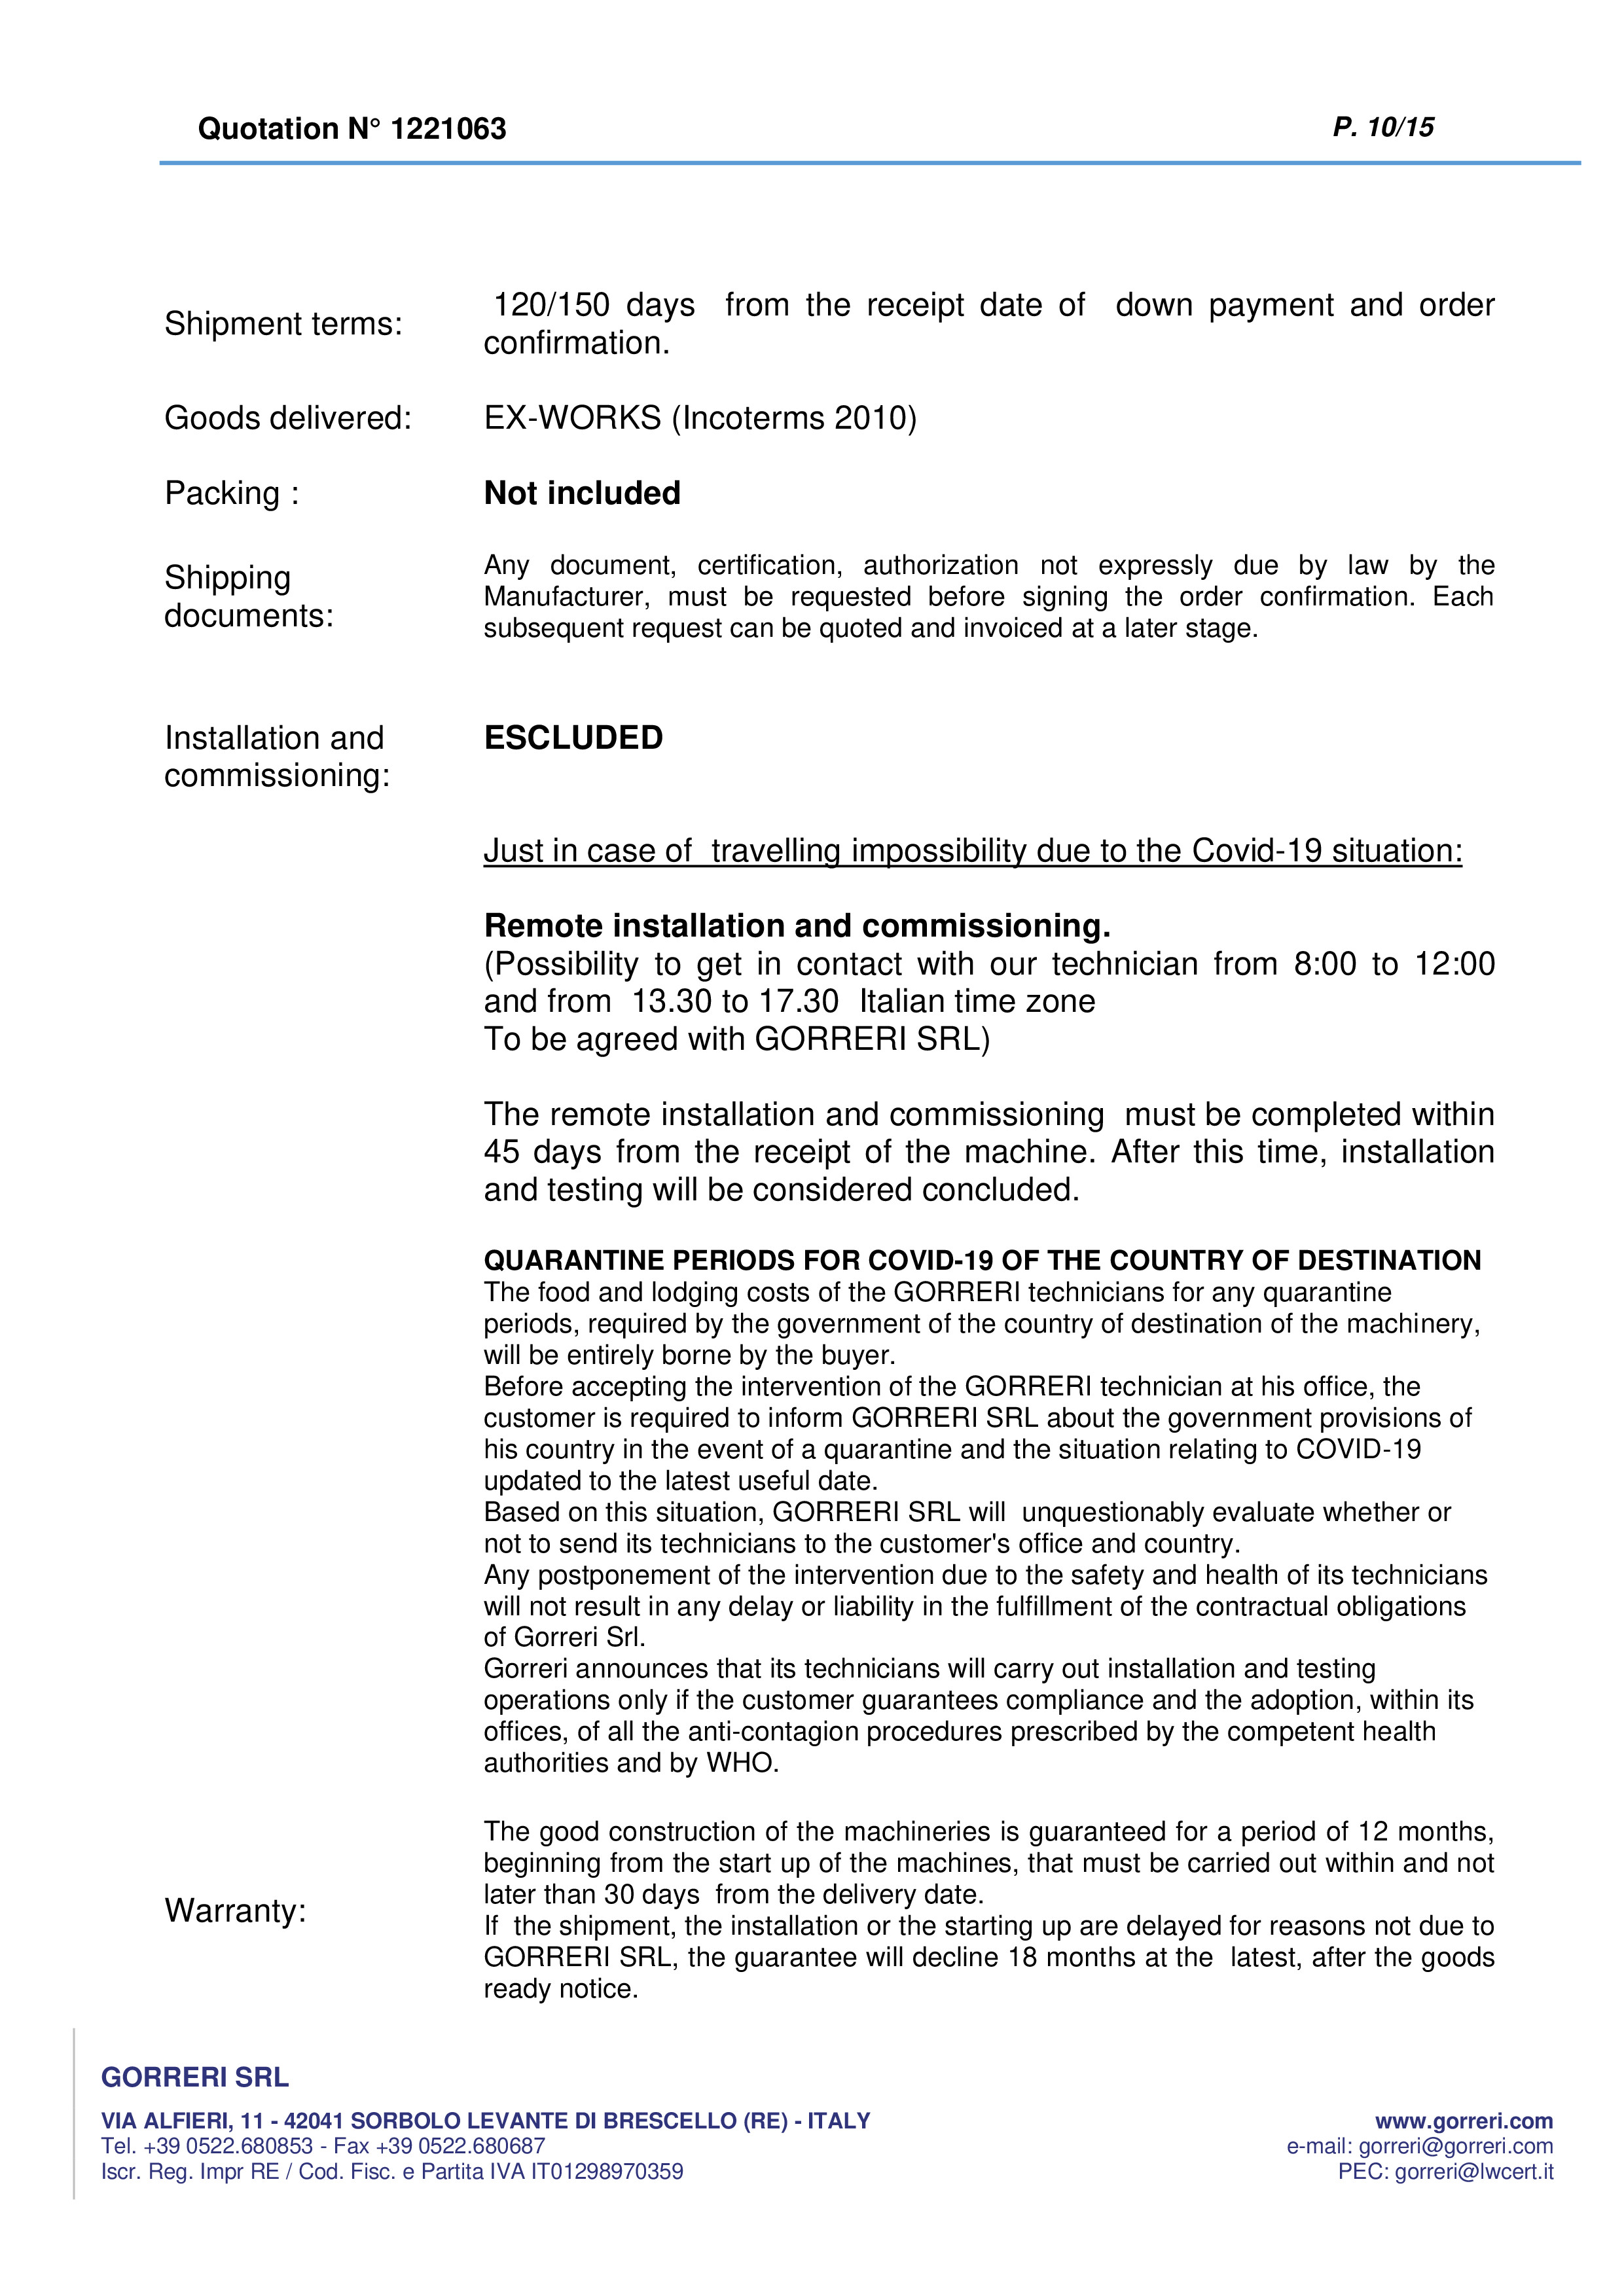 Quotation N° 1221063
P. 10/15
Shipment terms:
120/150 days from the receipt date of down payment and order
confirmation.
Goods delivered:
EX-WORKS (Incoterms 2010)
Packing :
Not included
Shipping
documents:
Any document, certification, authorization not expressly due by law by the
Manufacturer, must be requested before signing the order confirmation. Each
subsequent request can be quoted and invoiced at a later stage.
Installation and
commissioning:
ESCLUDED
Just in case of travelling impossibility due to the Covid-19 situation:
Remote installation and commissioning.
(Possibility to get in contact with our technician from 8:00 to 12:00
and from 13.30 to 17.30 Italian time zone
To be agreed with GORRERI SRL)
The remote installation and commissioning must be completed within
45 days from the receipt of the machine. After this time, installation
and testing will be considered concluded.
QUARANTINE PERIODS FOR COVID-19 OF THE COUNTRY OF DESTINATION
The food and lodging costs of the GORRERI technicians for any quarantine
periods, required by the government of the country of destination of the machinery,
will be entirely borne by the buyer.
Before accepting the intervention of the GORRERI technician at his office, the
customer is required to inform GORRERI SRL about the government provisions of
his country in the event of a quarantine and the situation relating to COVID-19
updated to the latest useful date.
Based on this situation, GORRERI SRL will unquestionably evaluate whether or
not to send its technicians to the customer's office and country.
Any postponement of the intervention due to the safety and health of its technicians
will not result in any delay or liability in the fulfillment of the contractual obligations
of Gorreri Srl.
Gorreri announces that its technicians will carry out installation and testing
operations only if the customer guarantees compliance and the adoption, within its
offices, of all the anti-contagion procedures prescribed by the competent health
authorities and by WHO.
Warranty:
The good construction of the machineries is guaranteed for a period of 12 months,
beginning from the start up of the machines, that must be carried out within and not
later than 30 days from the delivery date.
If the shipment, the installation or the starting up are delayed for reasons not due to
GORRERI SRL, the guarantee will decline 18 months at the latest, after the goods
ready notice.
GORRERI SRL
VIA ALFIERI, 11 - 42041 SORBOLO LEVANTE DI BRESCELLO (RE) - ITALY
Tel. +39 0522.680853 - Fax +39 0522.680687
Iscr. Reg. Impr RE / Cod. Fisc. e Partita IVA IT01298970359
www.gorreri.com
e-mail: gorreri@gorreri.com
PEC: gorreri@lwcert.it